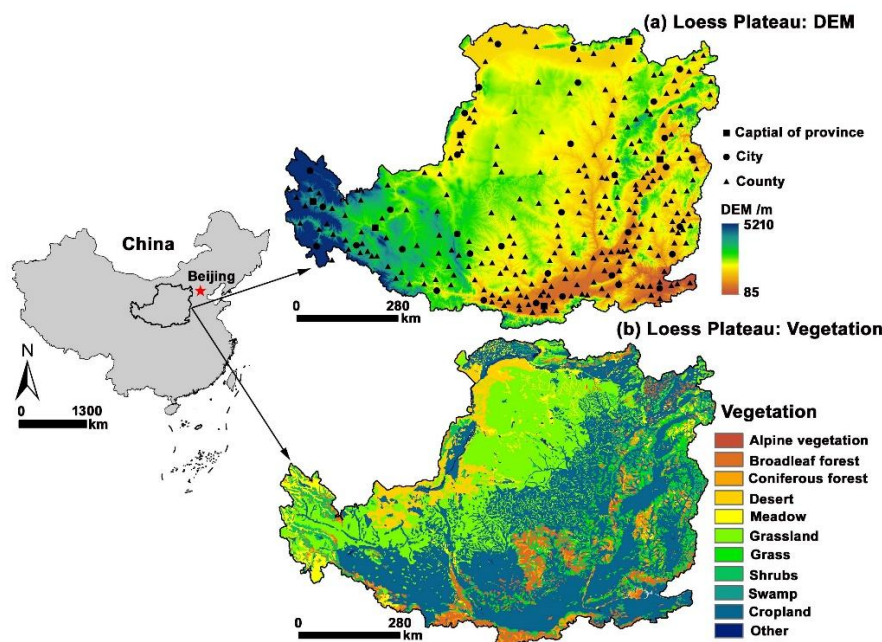 (a) Loess Plateau: DEM
Captial of province
City
County
DEM /m
5210
85
0 280
km
China
Beijing
N
0 1300
km
(b) Loess Plateau: Vegetation
Vegetation
Alpine vegetation
Broadleaf forest
Coniferous forest
Desert
Meadow
Grassland
Grass
Shrubs
Swamp
Cropland
Other
0 280
km